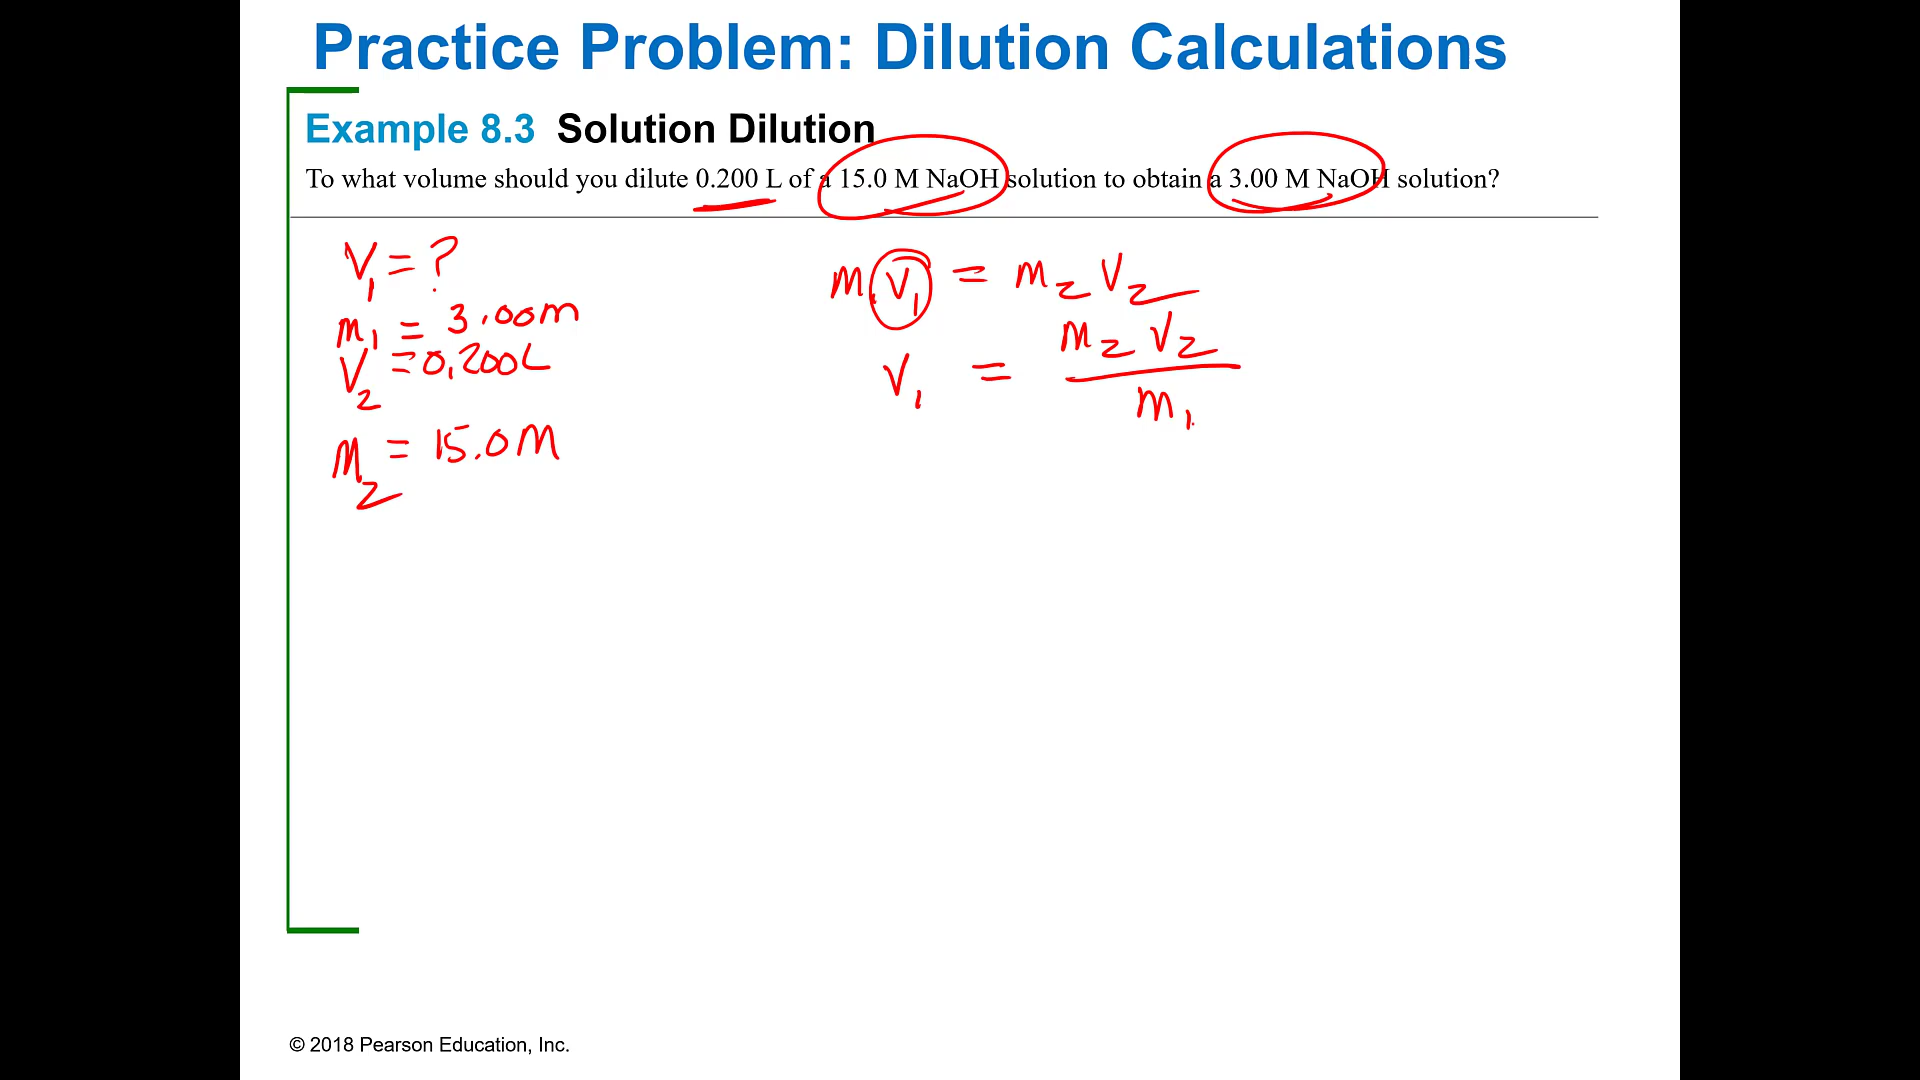 Practice Problem: Dilution Calculations
Example 8.3 Solution Dilution
To what volume should you dilute 0.200 L of a 15.0 M NaOH solution to obtain a 3.00 M NaOH solution?
V₁ = ?
m₁ = 3.00m
V₂ = 0.200L
M₂ = 15.0M
m₁V₁ = m₂V₂
V₁ = m₂V₂
m₁
© 2018 Pearson Education, Inc.